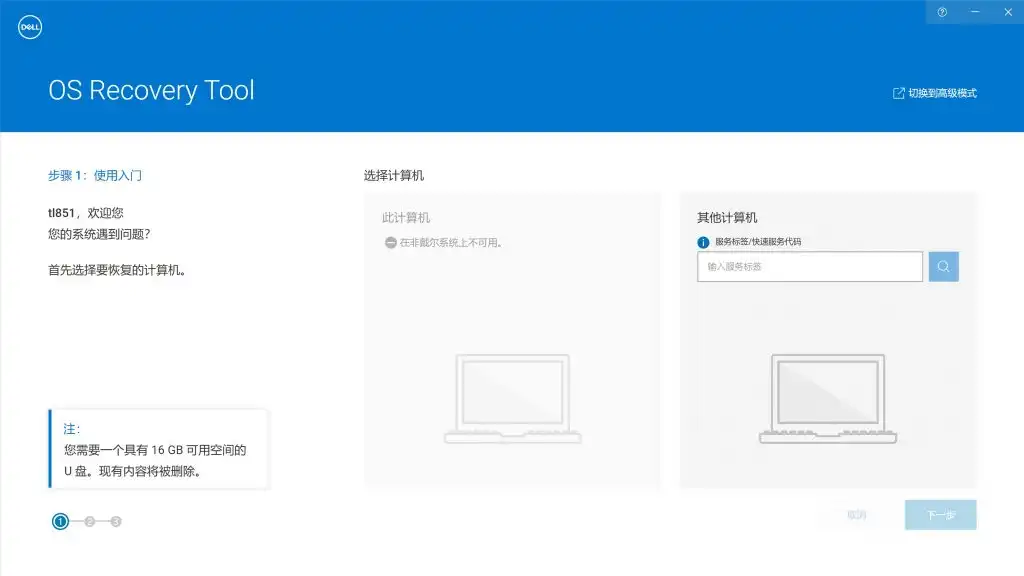 DELL
OS Recovery Tool
切换到高级模式
步骤 1：使用入门
tl851，欢迎您
您的系统遇到问题？
首先选择要恢复的计算机。
注：
您需要一个具有 16 GB 可用空间的
U 盘。现有内容将被删除。
1 2 3
选择计算机
此计算机
在非戴尔系统上不可用。
其他计算机
服务标签/快速服务代码
输入服务标签
取消
下一步